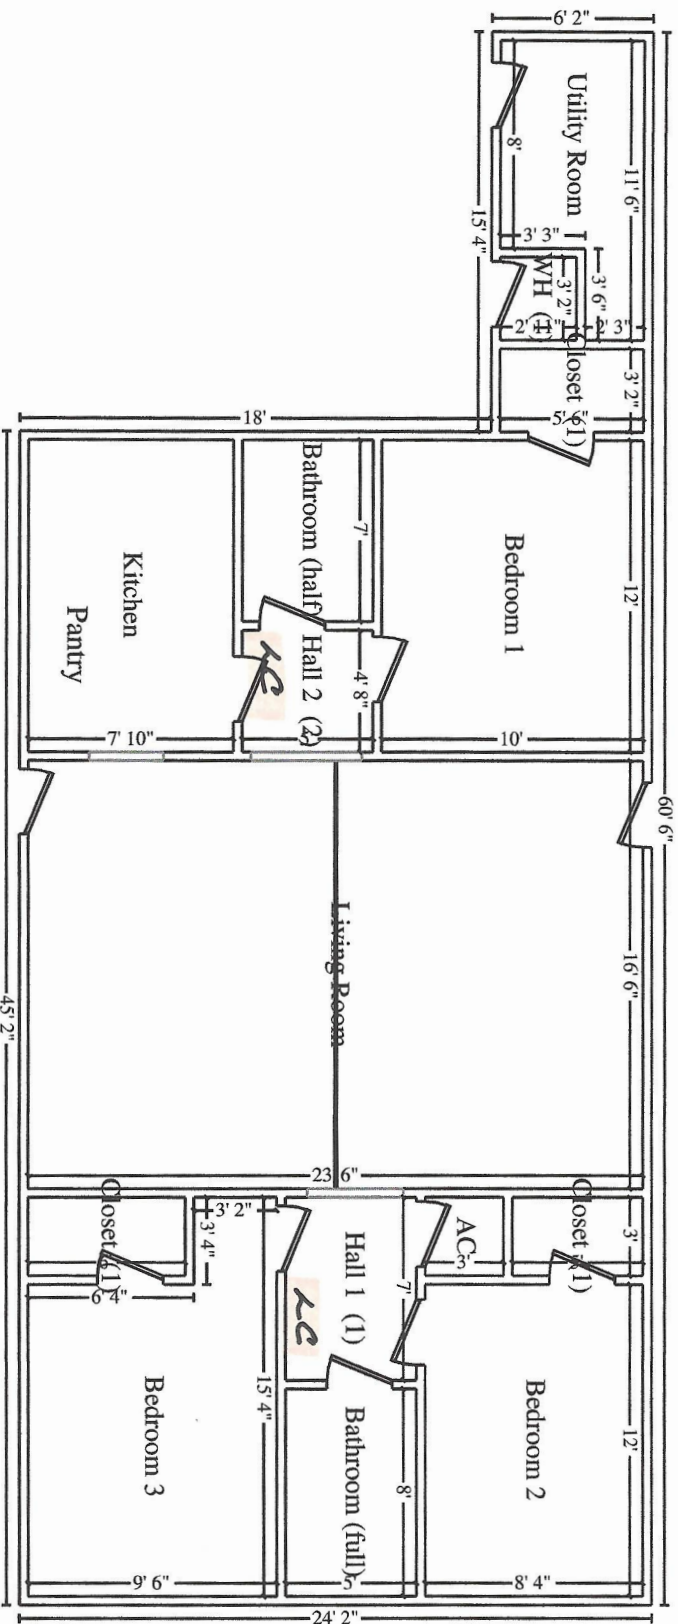 6' 2"
Utility Room
8'
11' 6"
15' 4"
3' 3"
WH (1)
3' 2"
3' 6"
2' 11"
2' 3"
Closet (1)
3' 2"
18'
5' 6"
Bathroom (half)
7'
Bedroom 1
12'
Kitchen
Pantry
Hall 2 (2)
4' 8"
LC
7' 10"
10'
60' 6"
Living Room
16' 6"
45' 2"
23' 6"
3' 2"
3' 4"
6' 4"
AC
3'
3'
Hall 1 (1)
7'
LC
15' 4"
Bedroom 3
Bathroom (full)
8'
Bedroom 2
12'
9' 6"
5'
8' 4"
24' 2"